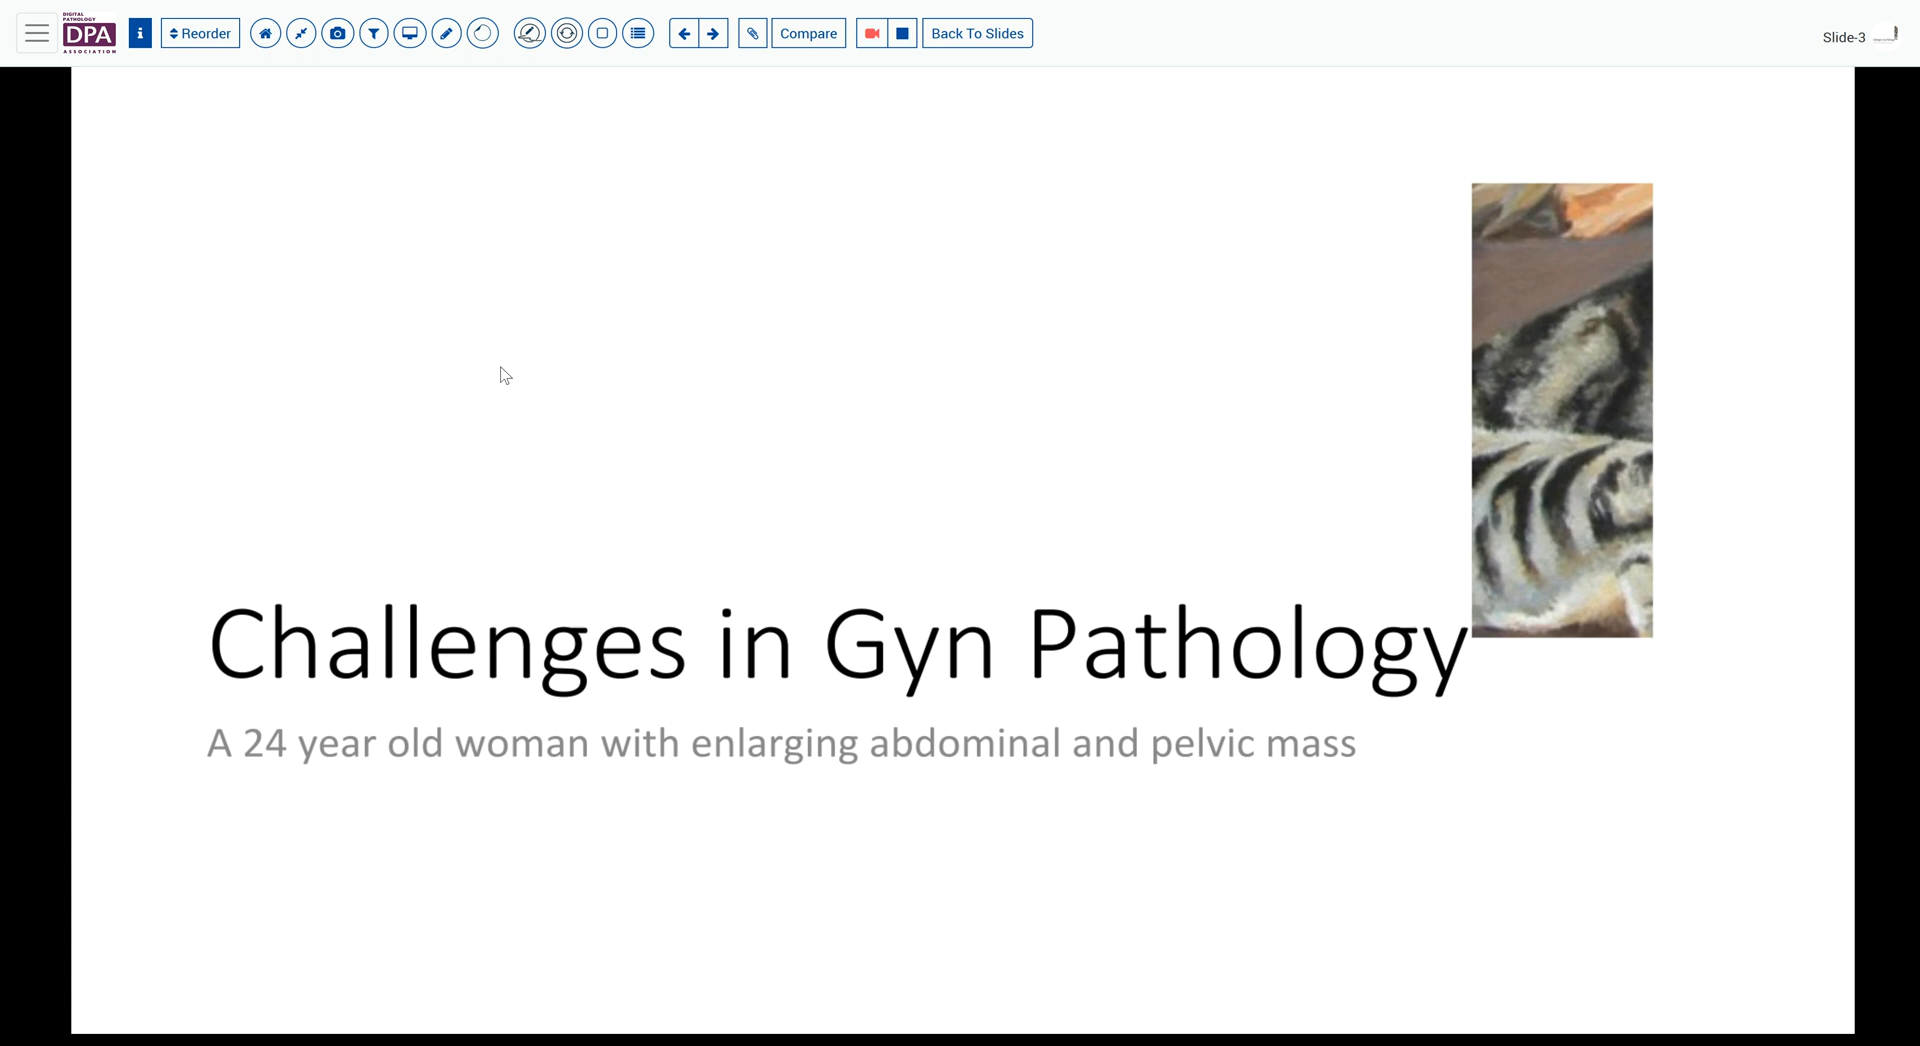 DIGITAL
PATHOLOGY
DPA
ASSOCIATION
i
Reorder
Compare
Back To Slides
Slide-3
Challenges in Gyn Pathology
A 24 year old woman with enlarging abdominal and pelvic mass